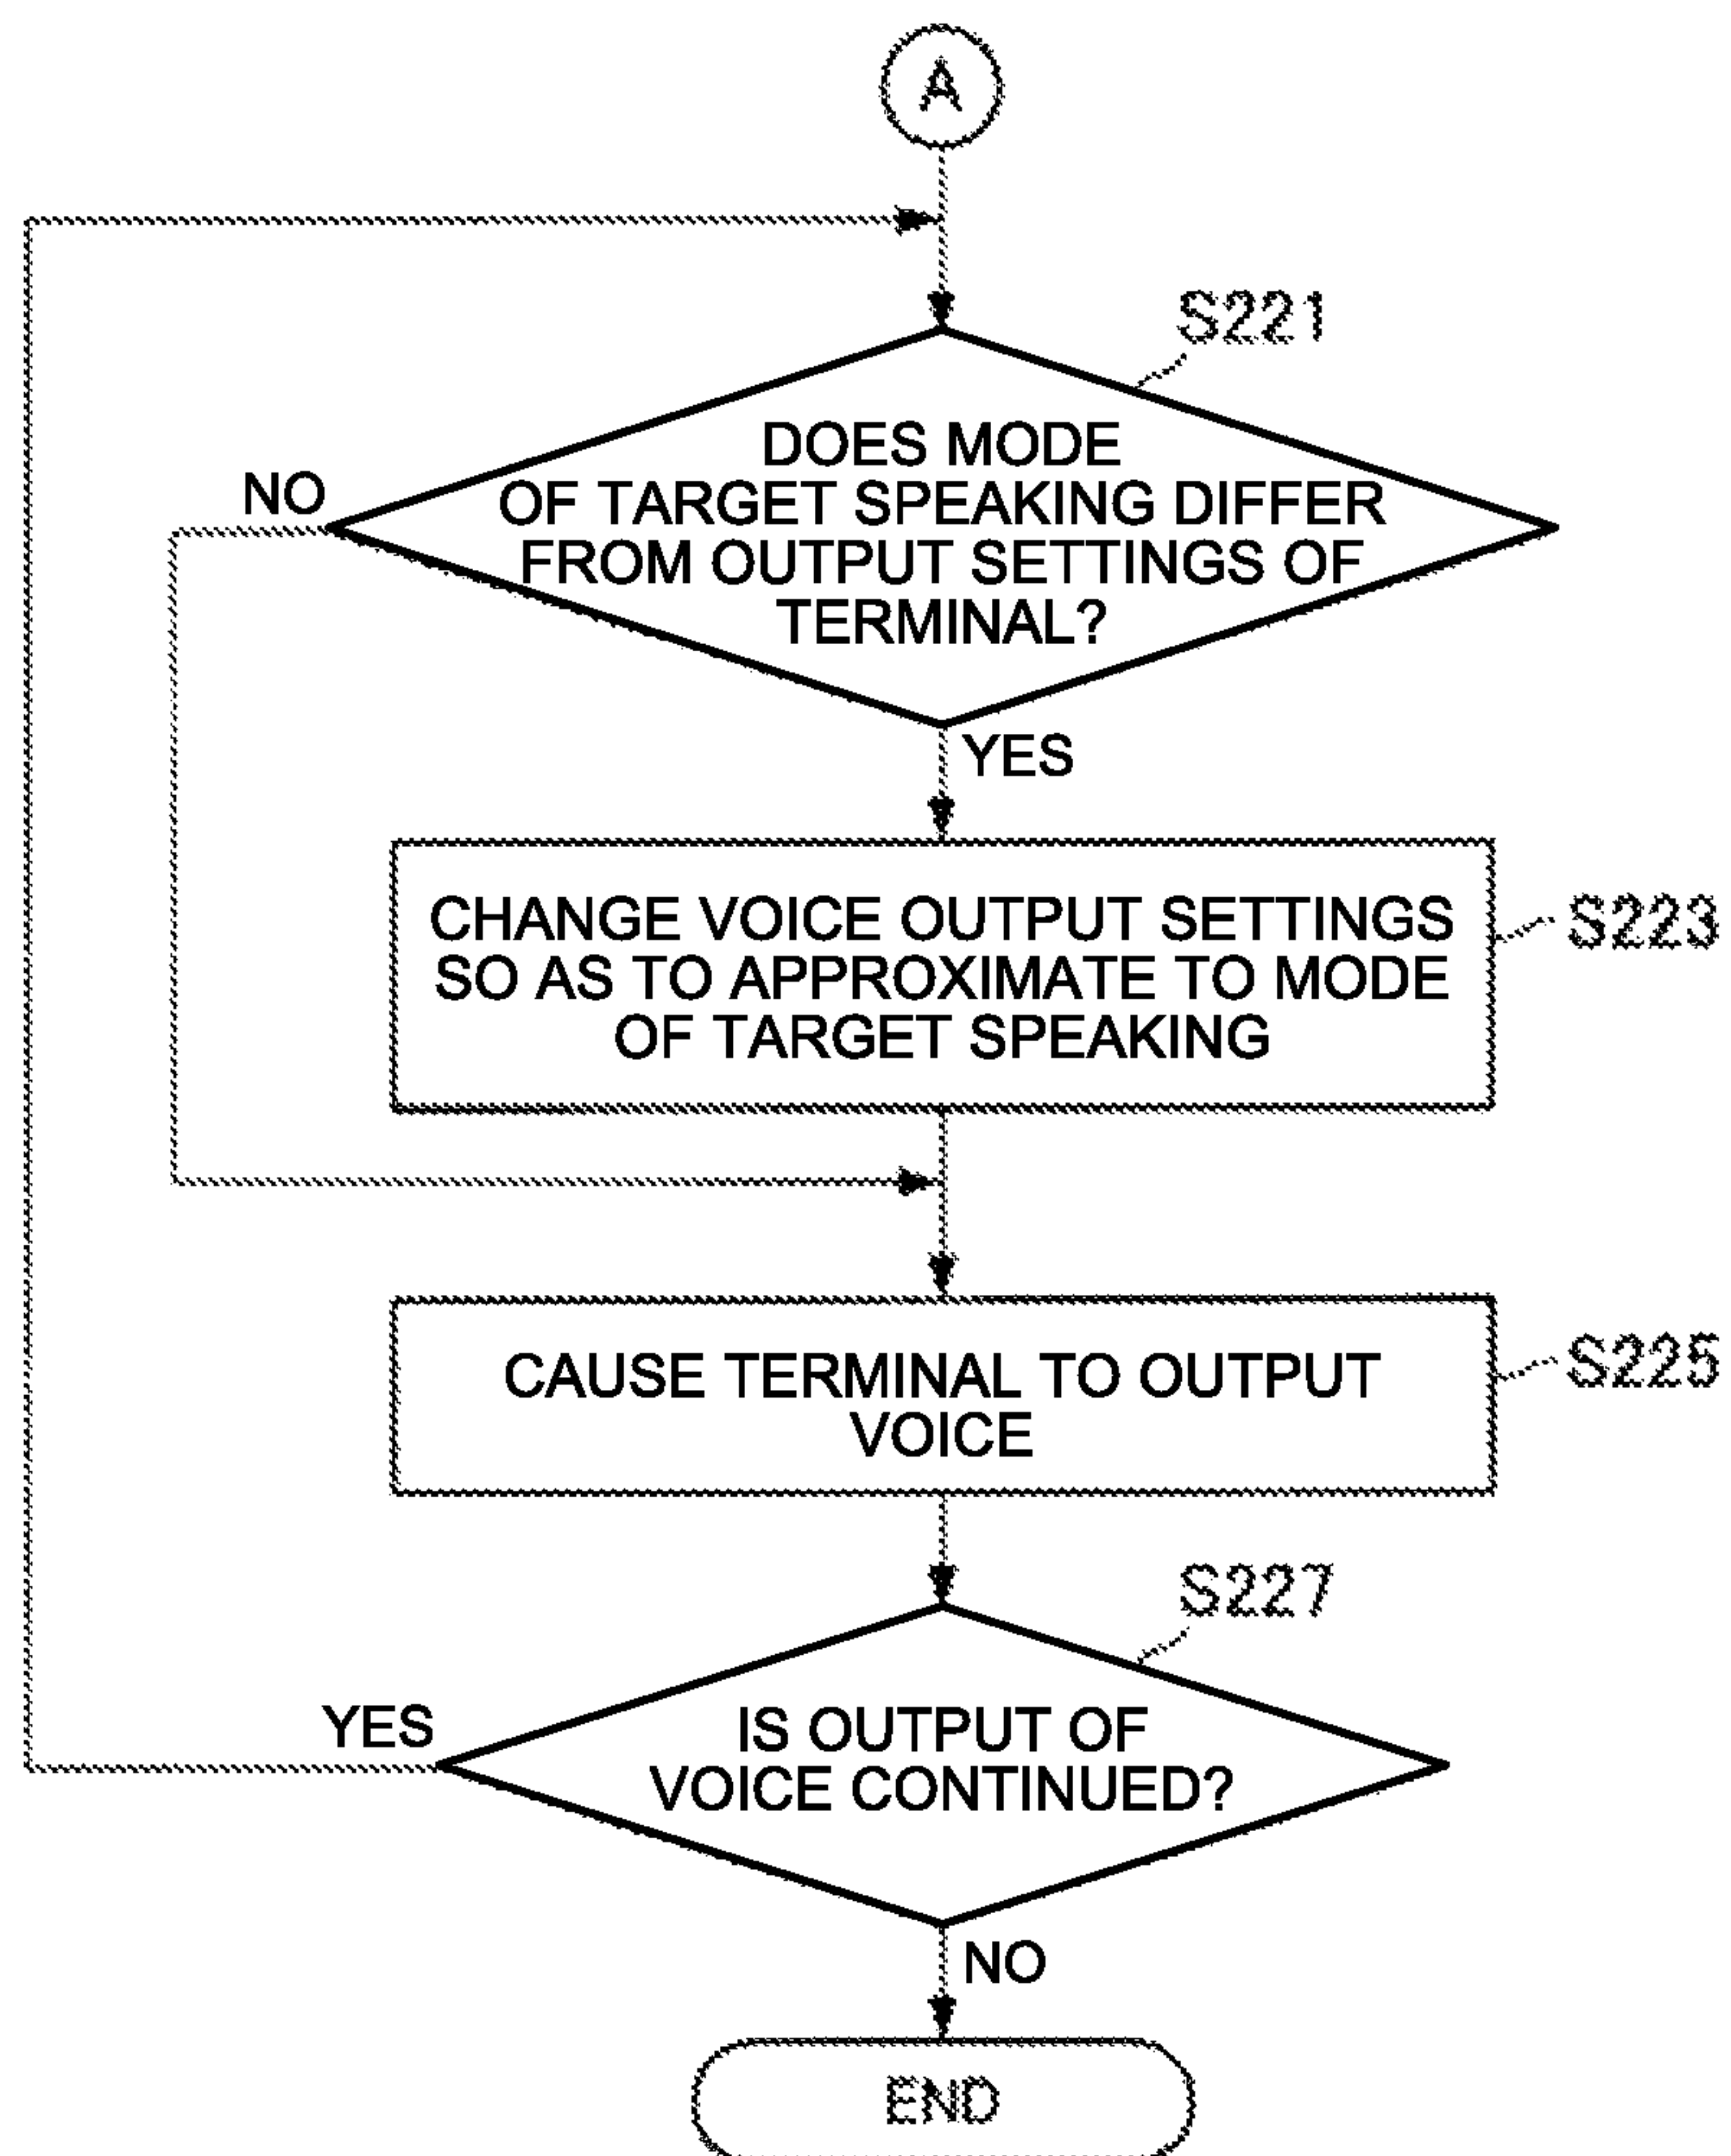 A
S221
DOES MODE
OF TARGET SPEAKING DIFFER
FROM OUTPUT SETTINGS OF
TERMINAL?
NO
YES
CHANGE VOICE OUTPUT SETTINGS
SO AS TO APPROXIMATE TO MODE
OF TARGET SPEAKING
S223
CAUSE TERMINAL TO OUTPUT
VOICE
S225
S227
YES
IS OUTPUT OF
VOICE CONTINUED?
NO
END